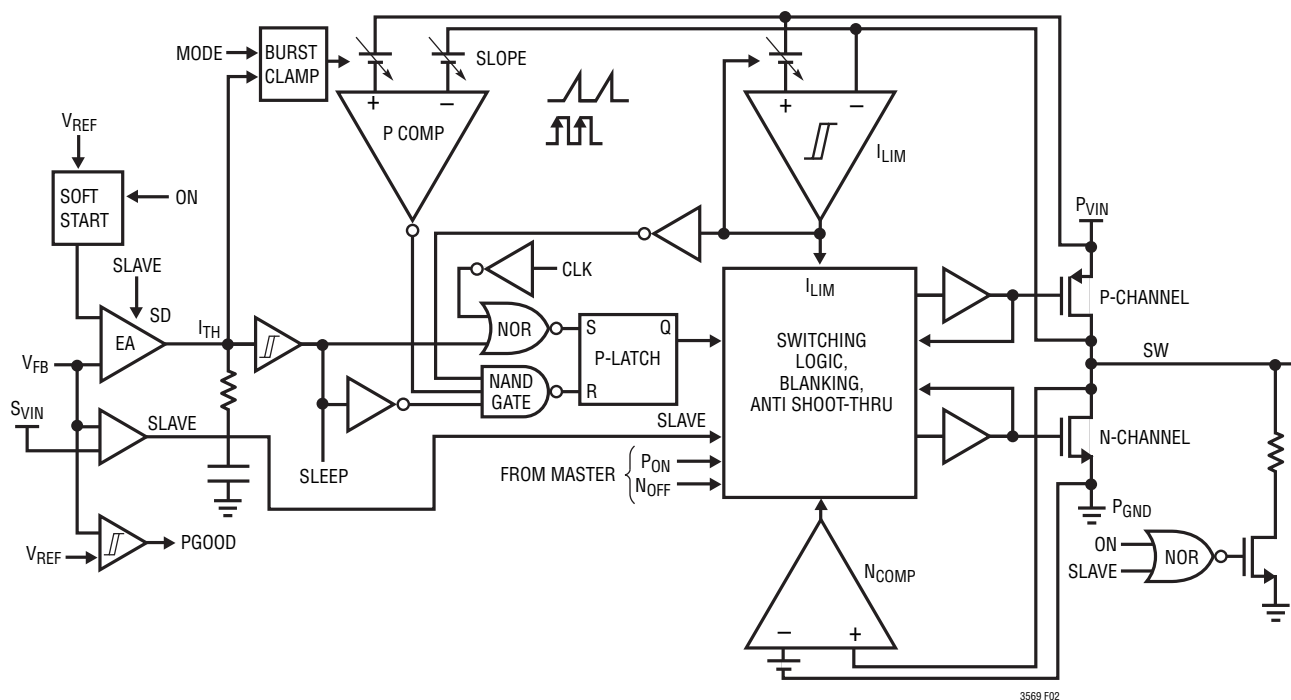 MODE
BURST
CLAMP
SLOPE
+
−
P COMP
+
−
I_LIM
V_REF
SOFT
START
ON
P_VIN
SLAVE
CLK
I_LIM
P-CHANNEL
SD
EA
I_TH
NOR
S
Q
P-LATCH
R
SWITCHING
LOGIC,
BLANKING,
ANTI SHOOT-THRU
SW
V_FB
NAND
GATE
S_VIN
SLAVE
SLAVE
N-CHANNEL
SLEEP
FROM MASTER
P_ON
N_OFF
P_GND
V_REF
PGOOD
ON
SLAVE
NOR
N_COMP
−
+
3569 F02